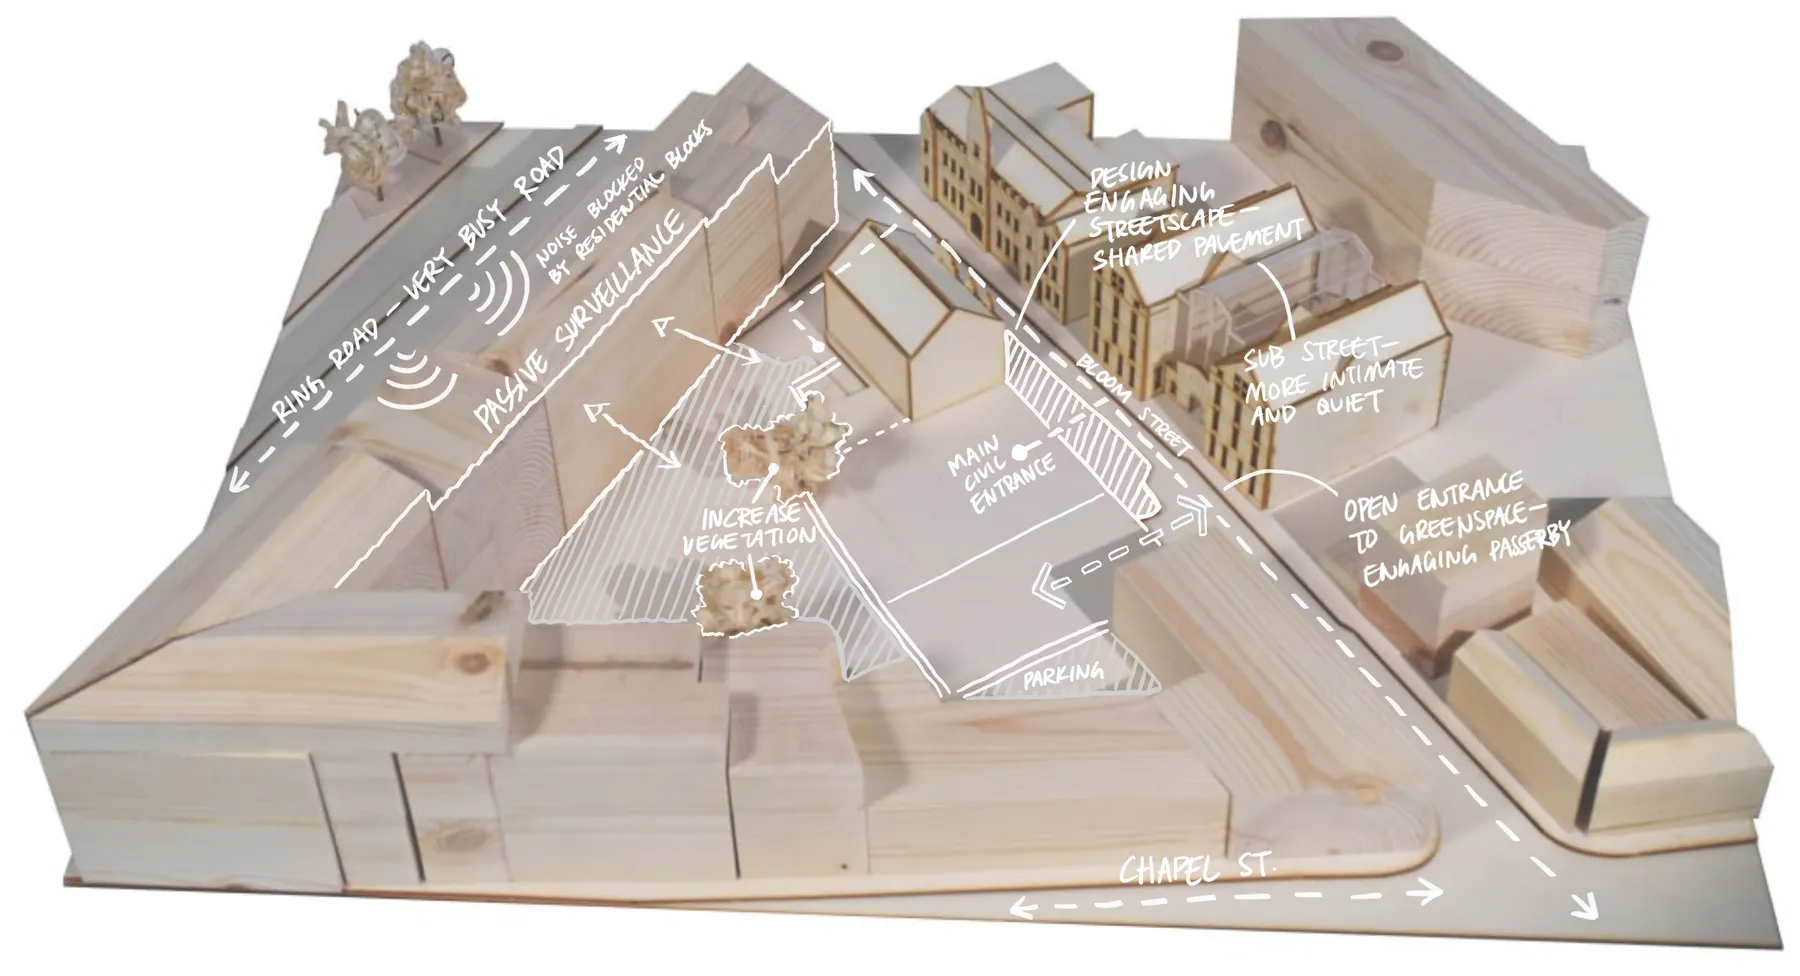 RING ROAD - VERY BUSY ROAD
NOISE BLOCKED
BY RESIDENTIAL BLOCKS
PASSIVE SURVEILLANCE
DESIGN
ENGAGING
STREETSCAPE-
SHARED PAVEMENT
SUB STREET-
MORE INTIMATE
AND QUIET
BLOOM STREET
MAIN
CIVIC
ENTRANCE
OPEN ENTRANCE
TO GREENSPACE-
ENGAGING PASSERBY
INCREASE
VEGETATION
PARKING
CHAPEL ST.